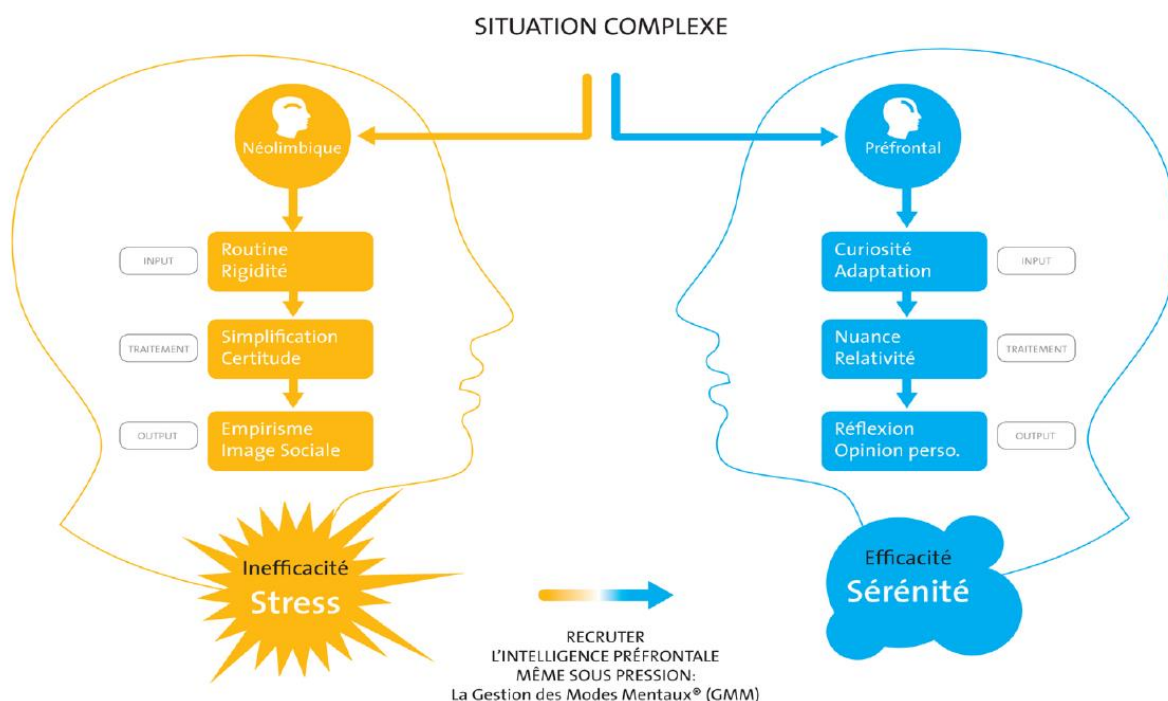 SITUATION COMPLEXE
Néolimbique
Préfrontal
INPUT
Routine
Rigidité
Curiosité
Adaptation
INPUT
TRAITEMENT
Simplification
Certitude
Nuance
Relativité
TRAITEMENT
OUTPUT
Empirisme
Image Sociale
Réflexion
Opinion perso.
OUTPUT
Inefficacité
Stress
Efficacité
Sérénité
RECRUTER
L'INTELLIGENCE PRÉFRONTALE
MÊME SOUS PRESSION:
La Gestion des Modes Mentaux® (GMM)